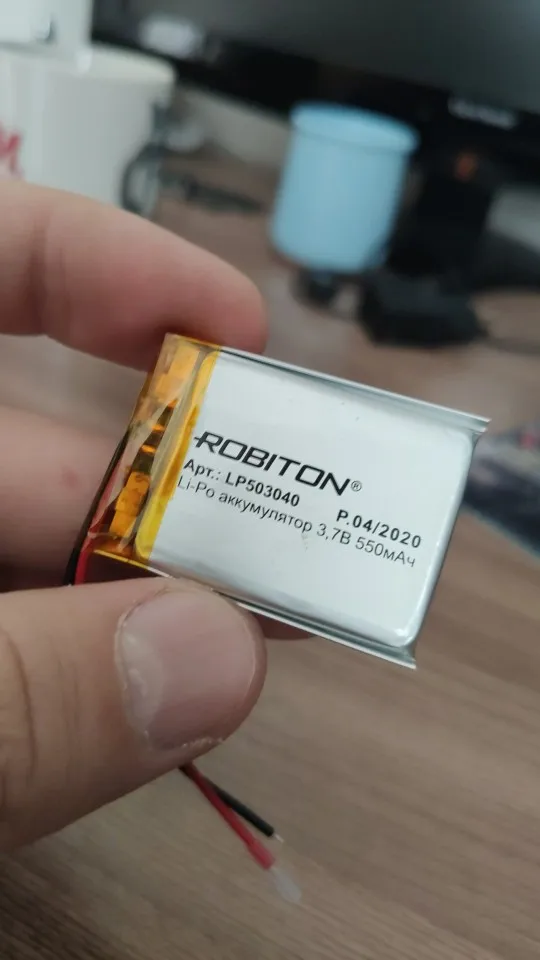 ROBITON®
Арт.: LP503040 P.04/2020
Li-Po аккумулятор 3,7В 550мАч